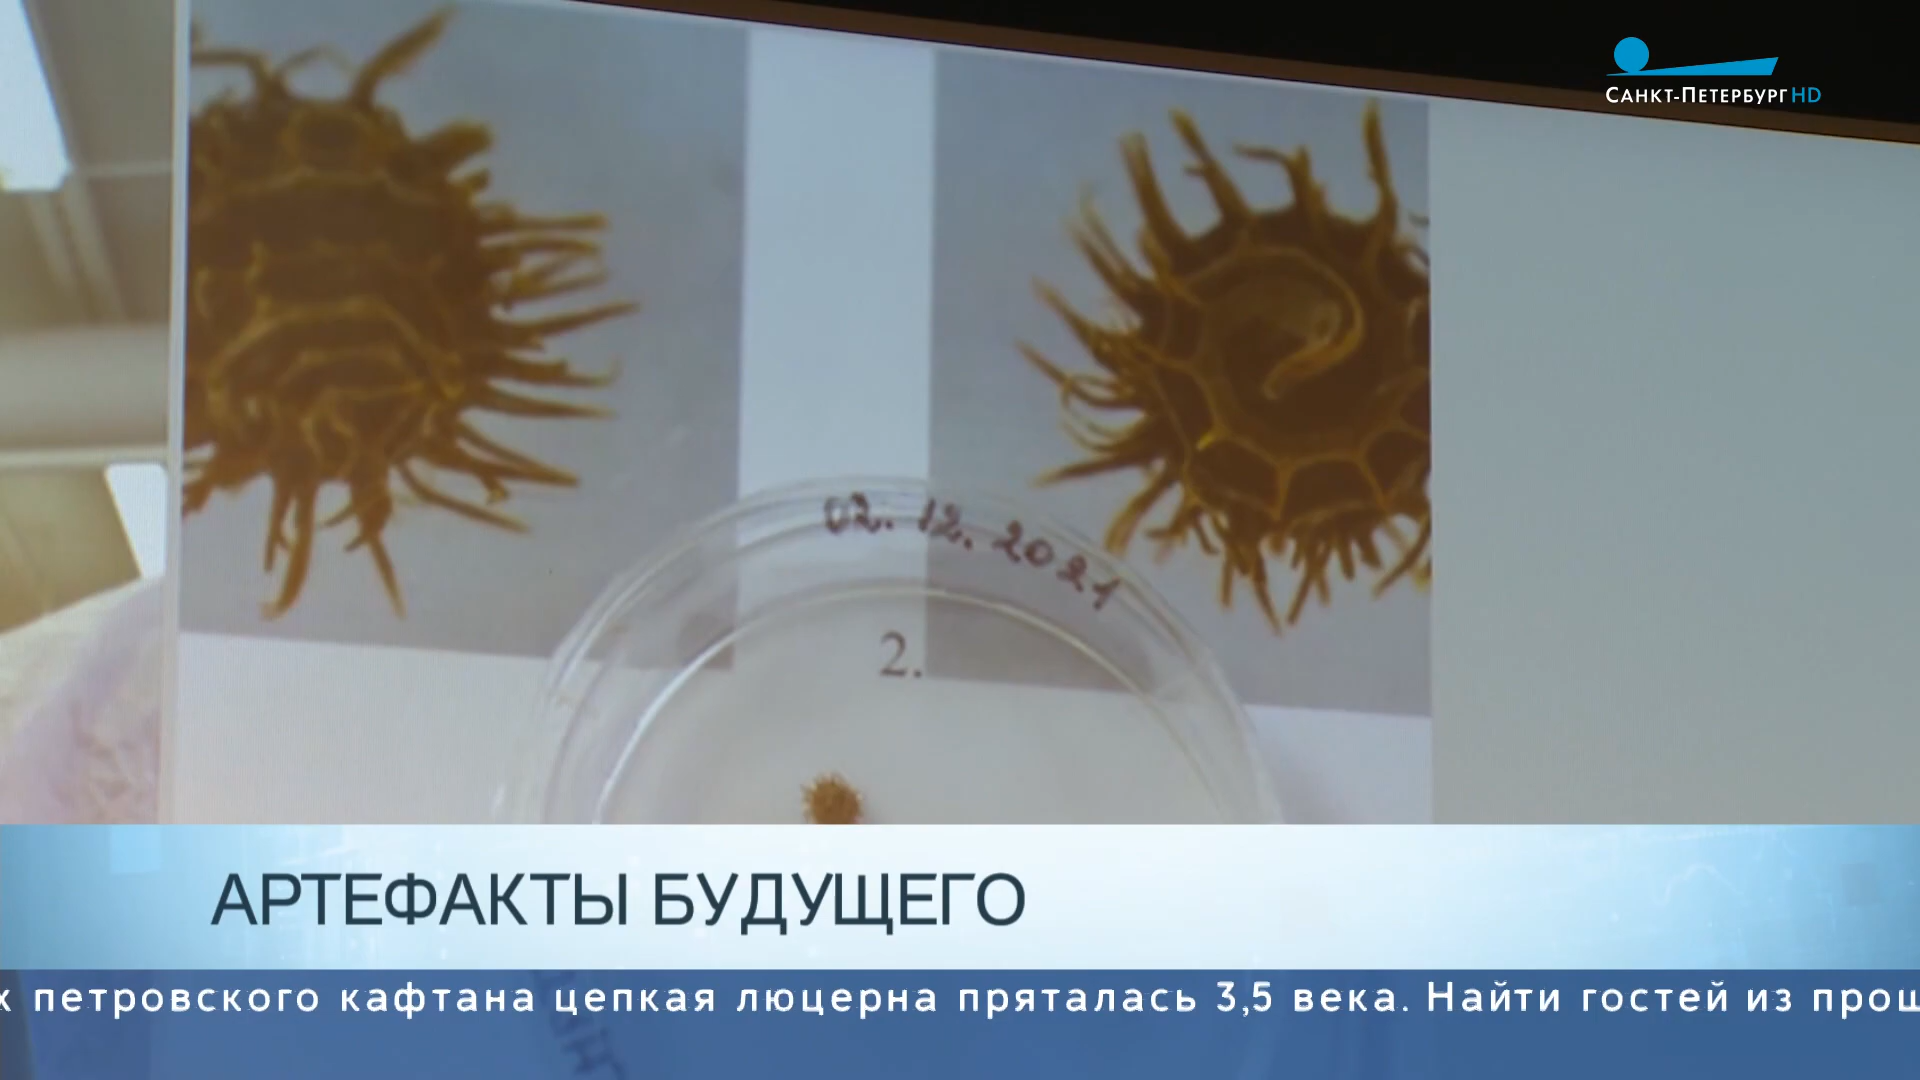 САНКТ-ПЕТЕРБУРГ HD
02. 12. 2021
2.
АРТЕФАКТЫ БУДУЩЕГО
х петровского кафтана цепкая люцерна пряталась 3,5 века. Найти гостей из прош